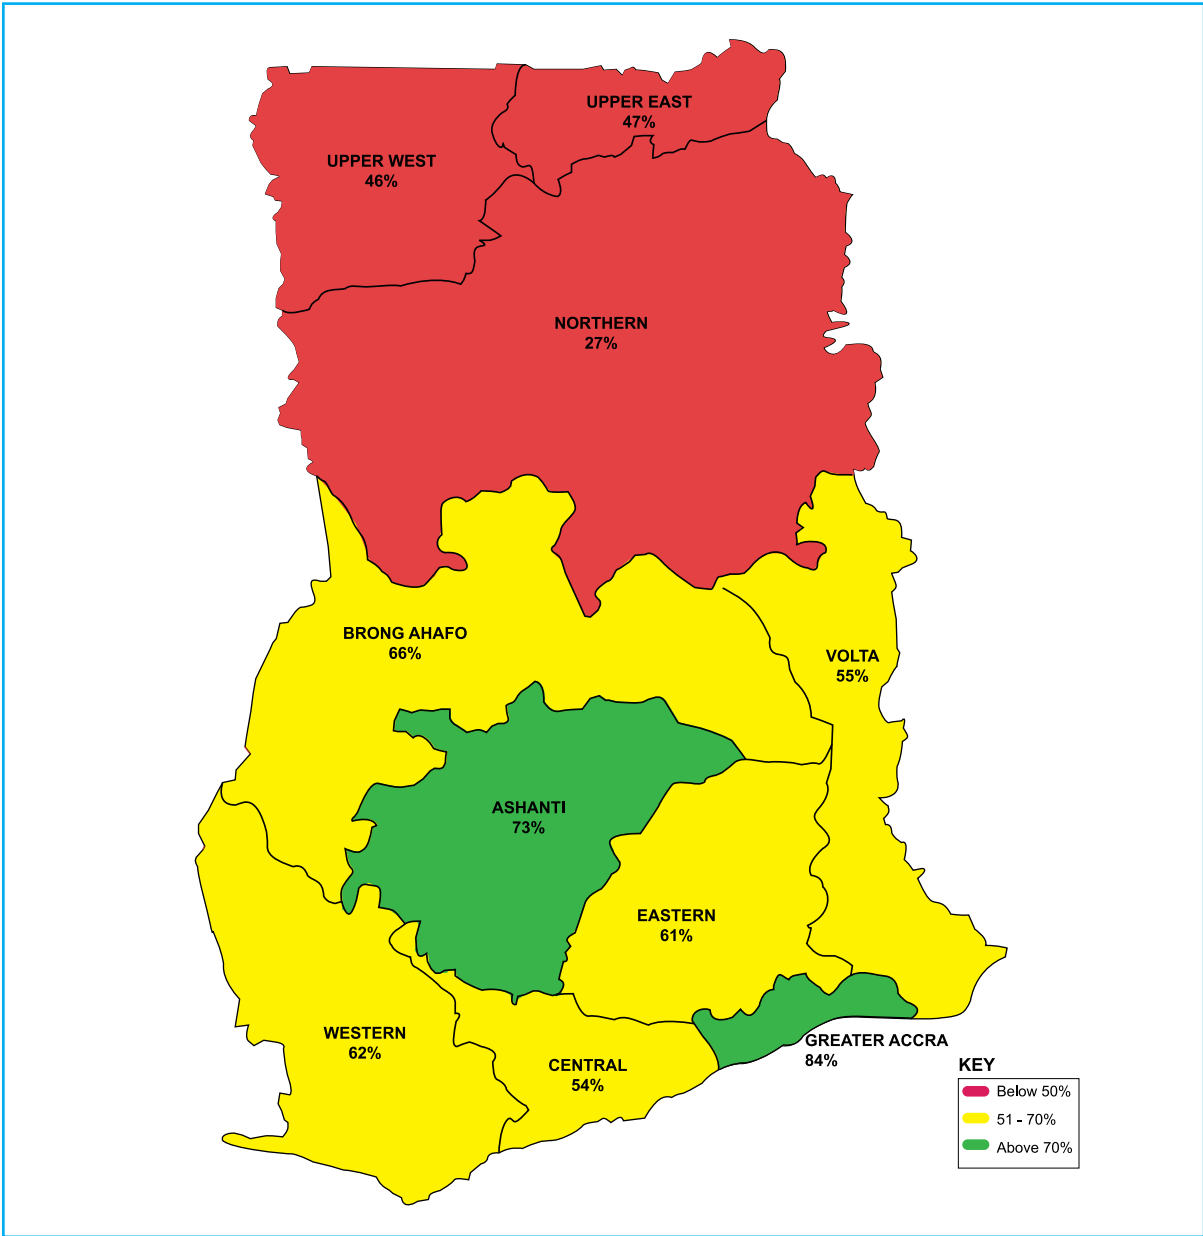 UPPER EAST
47%
UPPER WEST
46%
NORTHERN
27%
BRONG AHAFO
66%
VOLTA
55%
ASHANTI
73%
EASTERN
61%
WESTERN
62%
CENTRAL
54%
GREATER ACCRA
84%
KEY
Below 50%
51 - 70%
Above 70%